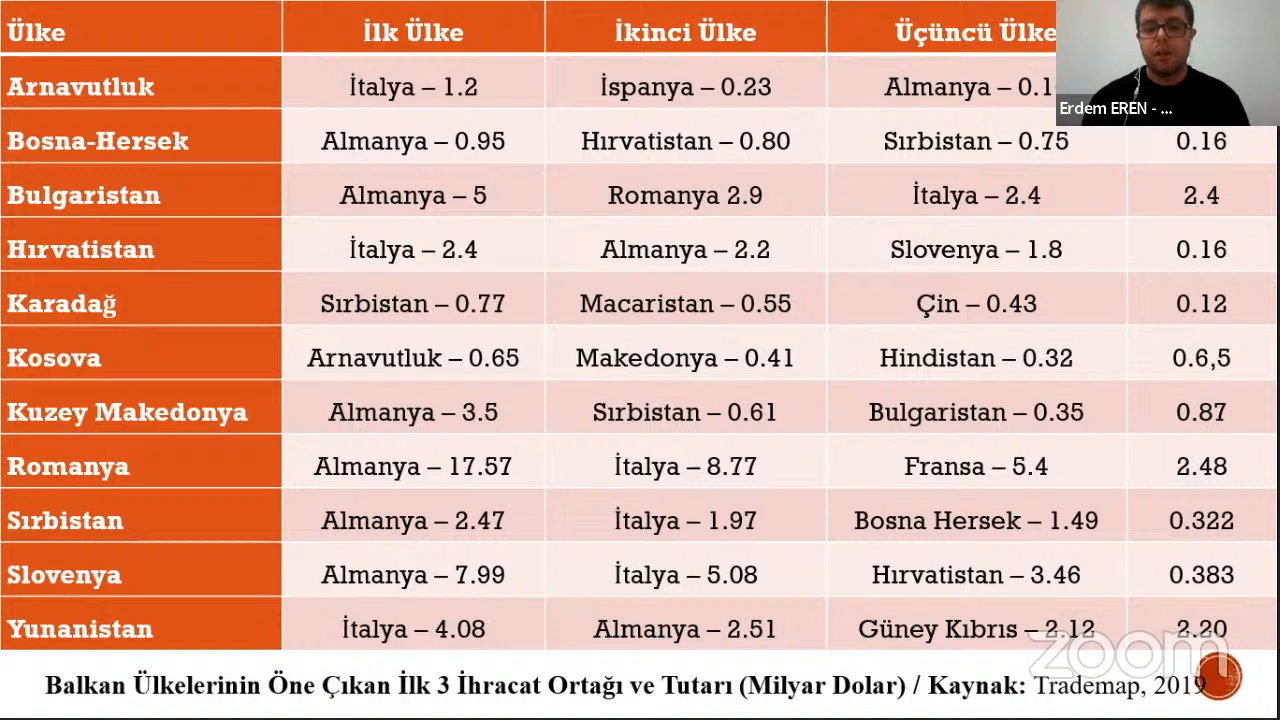 Ülke İlk Ülke İkinci Ülke Üçüncü Ülke
Arnavutluk İtalya – 1.2 İspanya – 0.23 Almanya – 0.1
Erdem EREN - ...
Bosna-Hersek Almanya – 0.95 Hırvatistan – 0.80 Sırbistan – 0.75 0.16
Bulgaristan Almanya – 5 Romanya 2.9 İtalya – 2.4 2.4
Hırvatistan İtalya – 2.4 Almanya – 2.2 Slovenya – 1.8 0.16
Karadağ Sırbistan – 0.77 Macaristan – 0.55 Çin – 0.43 0.12
Kosova Arnavutluk – 0.65 Makedonya – 0.41 Hindistan – 0.32 0.6,5
Kuzey Makedonya Almanya – 3.5 Sırbistan – 0.61 Bulgaristan – 0.35 0.87
Romanya Almanya – 17.57 İtalya – 8.77 Fransa – 5.4 2.48
Sırbistan Almanya – 2.47 İtalya – 1.97 Bosna Hersek – 1.49 0.322
Slovenya Almanya – 7.99 İtalya – 5.08 Hırvatistan – 3.46 0.383
Yunanistan İtalya – 4.08 Almanya – 2.51 Güney Kıbrıs – 2.12 2.20
zoom
Balkan Ülkelerinin Öne Çıkan İlk 3 İhracat Ortağı ve Tutarı (Milyar Dolar) / Kaynak: Trademap, 2019